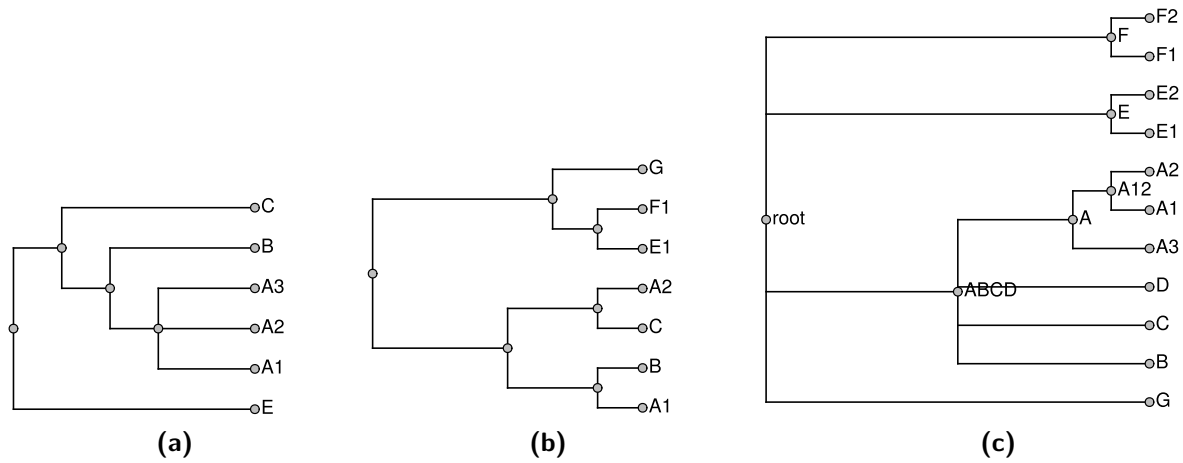 C
B
A3
A2
A1
E
(a)
G
F1
E1
A2
C
B
A1
(b)
F2
F
F1
E2
E
E1
A2
A12
A1
A
A3
root
D
ABCD
C
B
G
(c)